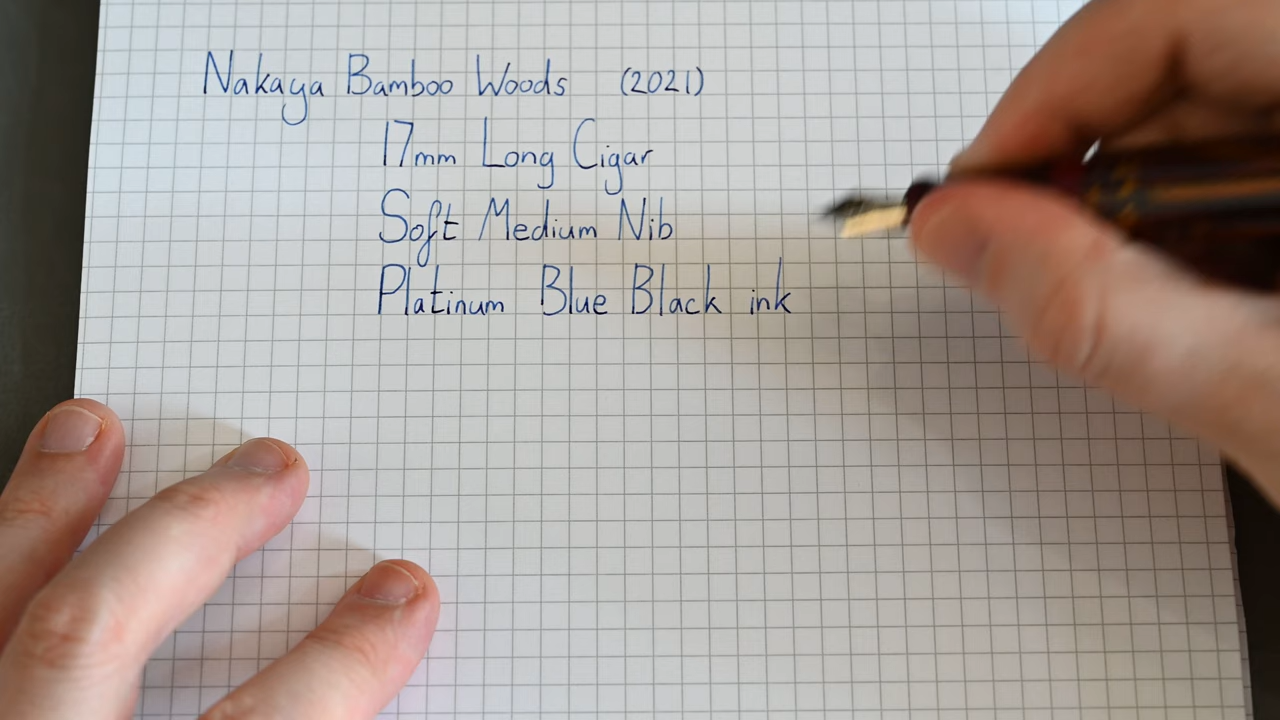 Nakaya Bamboo Woods (2021)
17mm Long Cigar
Soft Medium Nib
Platinum Blue Black ink